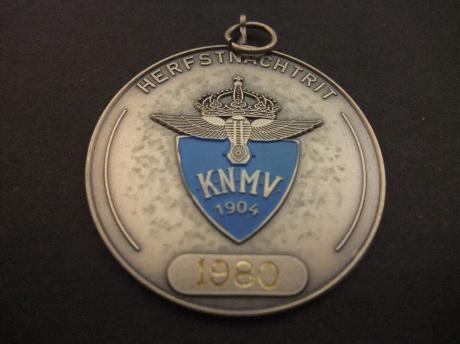 HERFSTNACHTRIT
KNMV
1904
1980